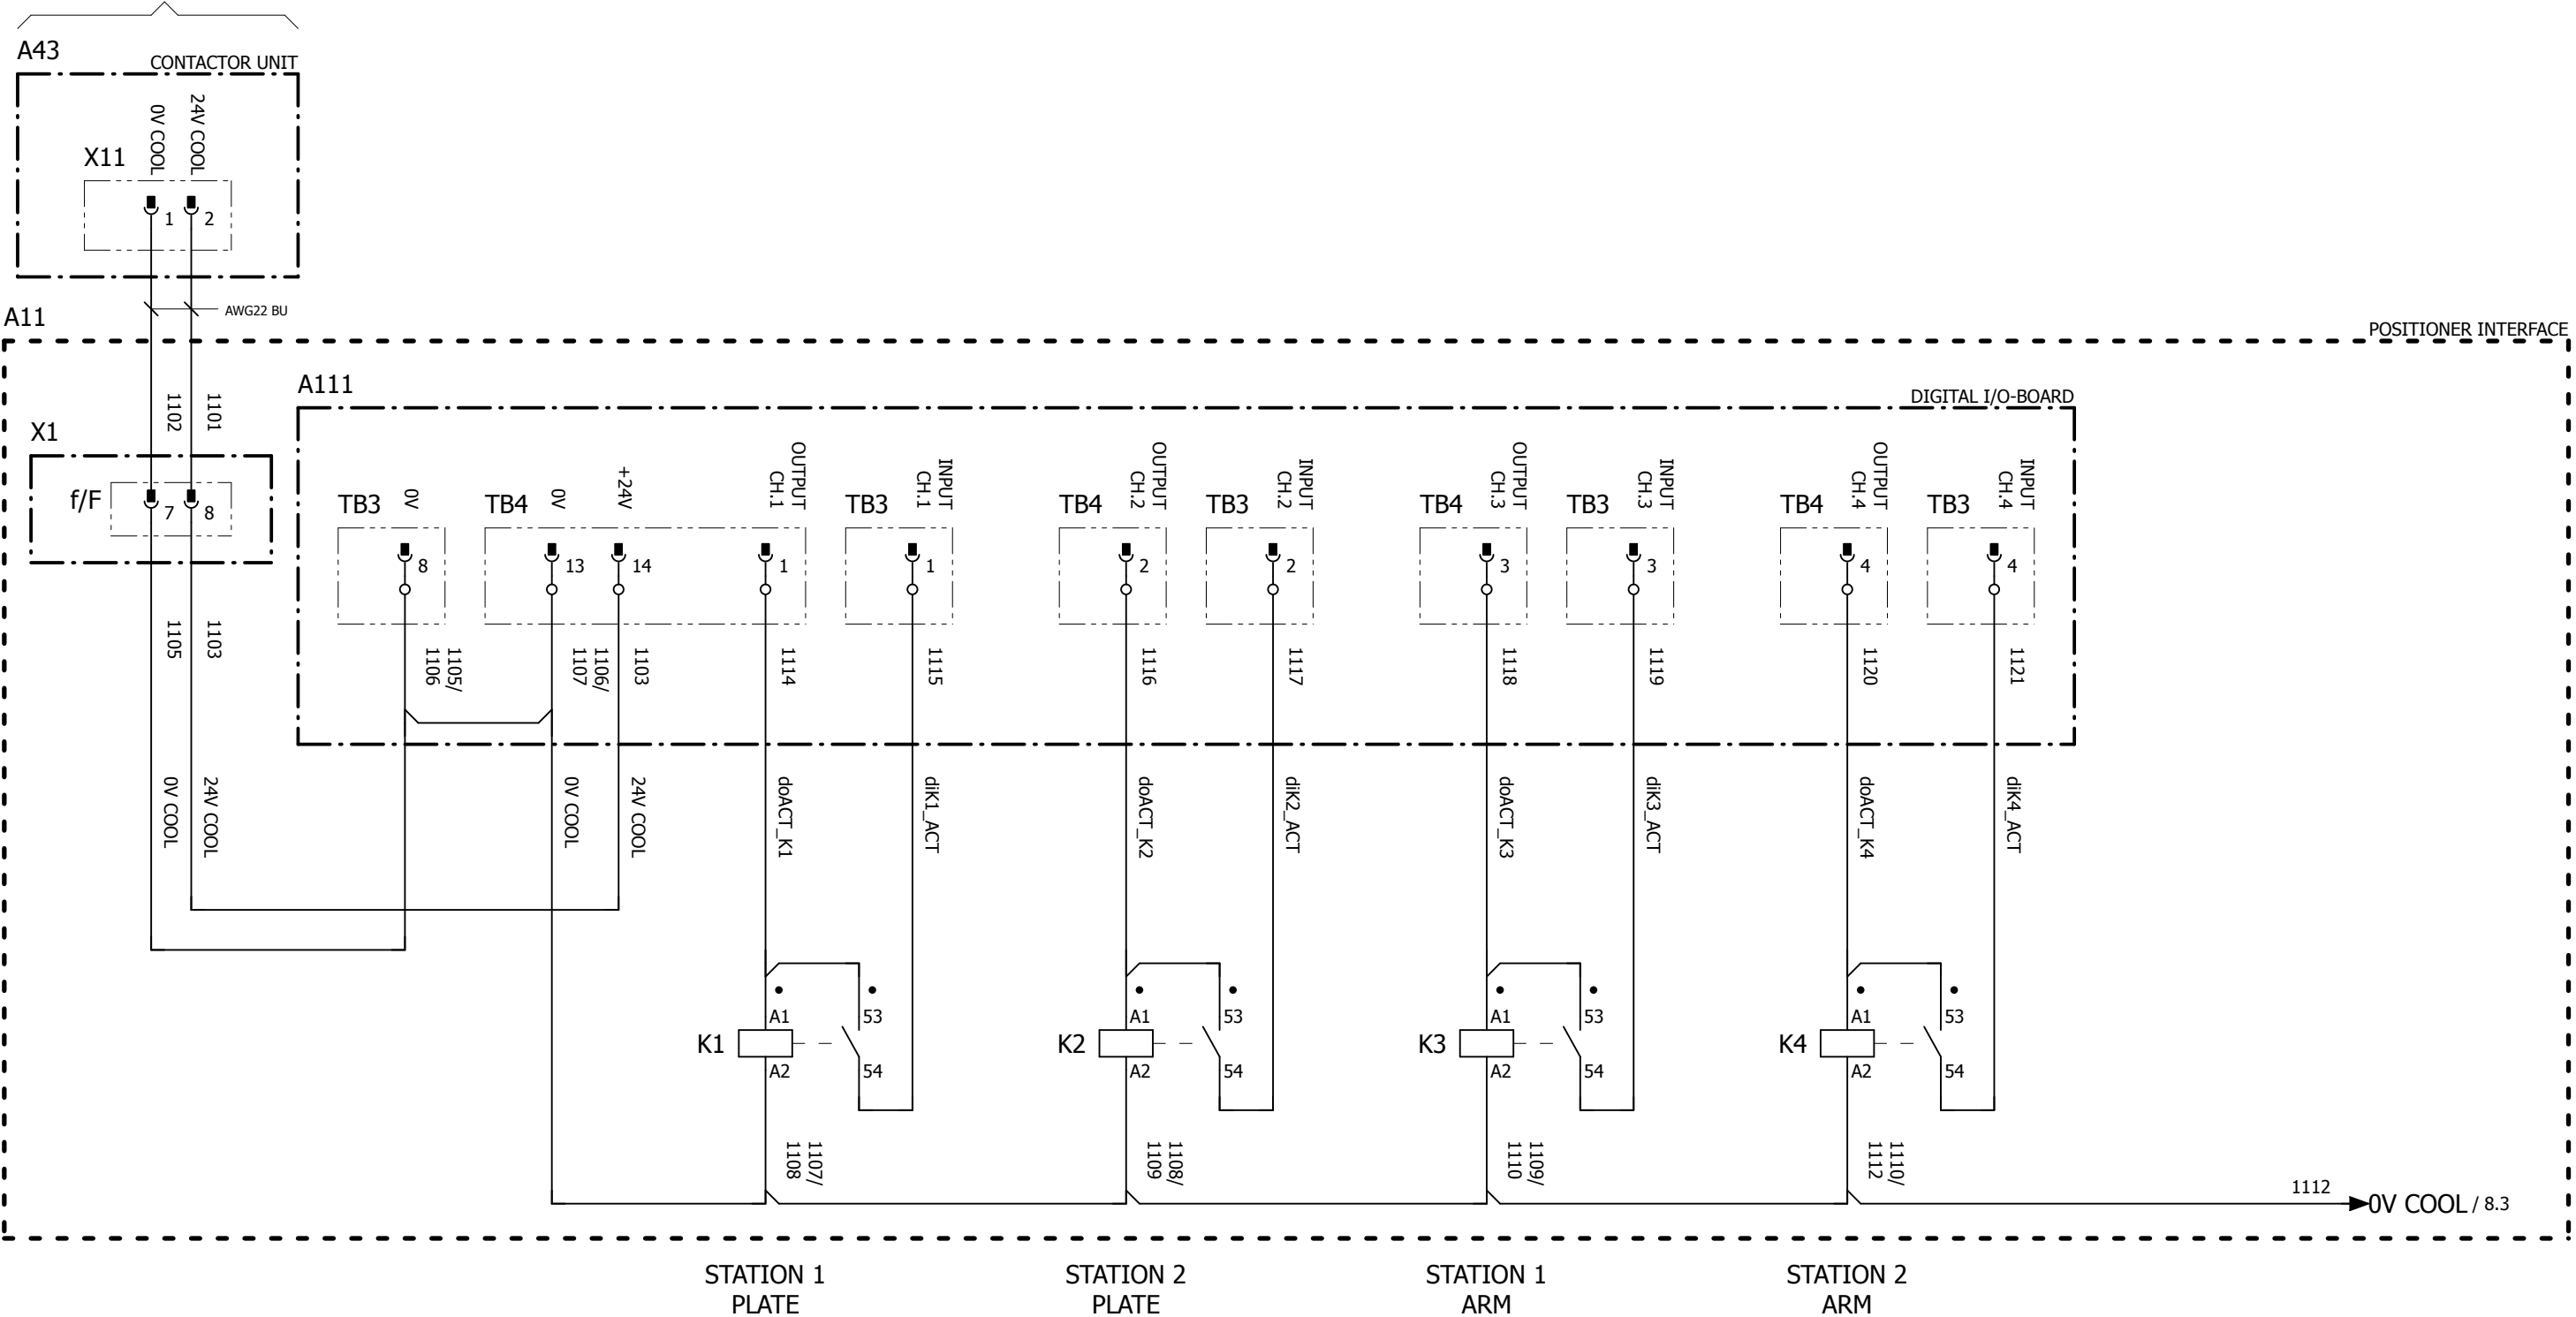 A43
CONTACTOR UNIT
0V COOL
24V COOL
X11
1
2
AWG22 BU
A11
POSITIONER INTERFACE
1102
1101
A111
DIGITAL I/O-BOARD
X1
f/F
7
8
TB3
0V
8
TB4
0V
13
+24V
14
OUTPUT
CH.1
1
TB3
INPUT
CH.1
1
TB4
OUTPUT
CH.2
2
TB3
INPUT
CH.2
2
TB4
OUTPUT
CH.3
3
TB3
INPUT
CH.3
3
TB4
OUTPUT
CH.4
4
TB3
INPUT
CH.4
4
1105
1103
1105/
1106
1106/
1107
1103
1114
1115
1116
1117
1118
1119
1120
1121
0V COOL
24V COOL
0V COOL
24V COOL
doACT_K1
diK1_ACT
doACT_K2
diK2_ACT
doACT_K3
diK3_ACT
doACT_K4
diK4_ACT
K1
A1
A2
53
54
K2
A1
A2
53
54
K3
A1
A2
53
54
K4
A1
A2
53
54
1107/
1108
1108/
1109
1109/
1110
1110/
1112
1112
0V COOL / 8.3
STATION 1
PLATE
STATION 2
PLATE
STATION 1
ARM
STATION 2
ARM